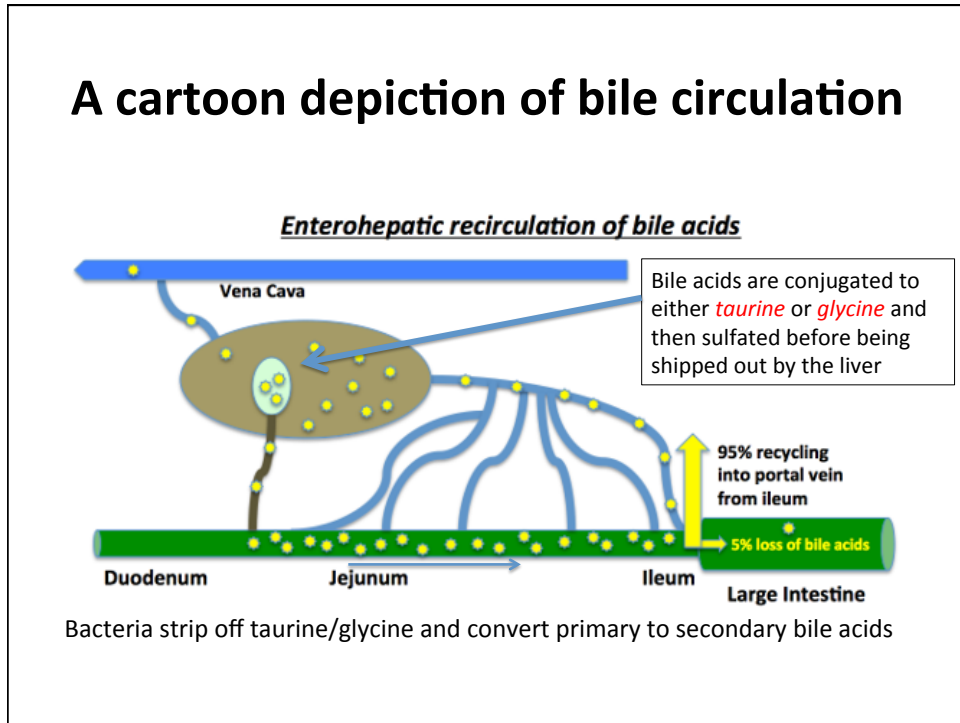 A cartoon depiction of bile circulation
Enterohepatic recirculation of bile acids
Vena Cava
Bile acids are conjugated to
either taurine or glycine and
then sulfated before being
shipped out by the liver
95% recycling
into portal vein
from ileum
5% loss of bile acids
Duodenum
Jejunum
Ileum
Large Intestine
Bacteria strip off taurine/glycine and convert primary to secondary bile acids